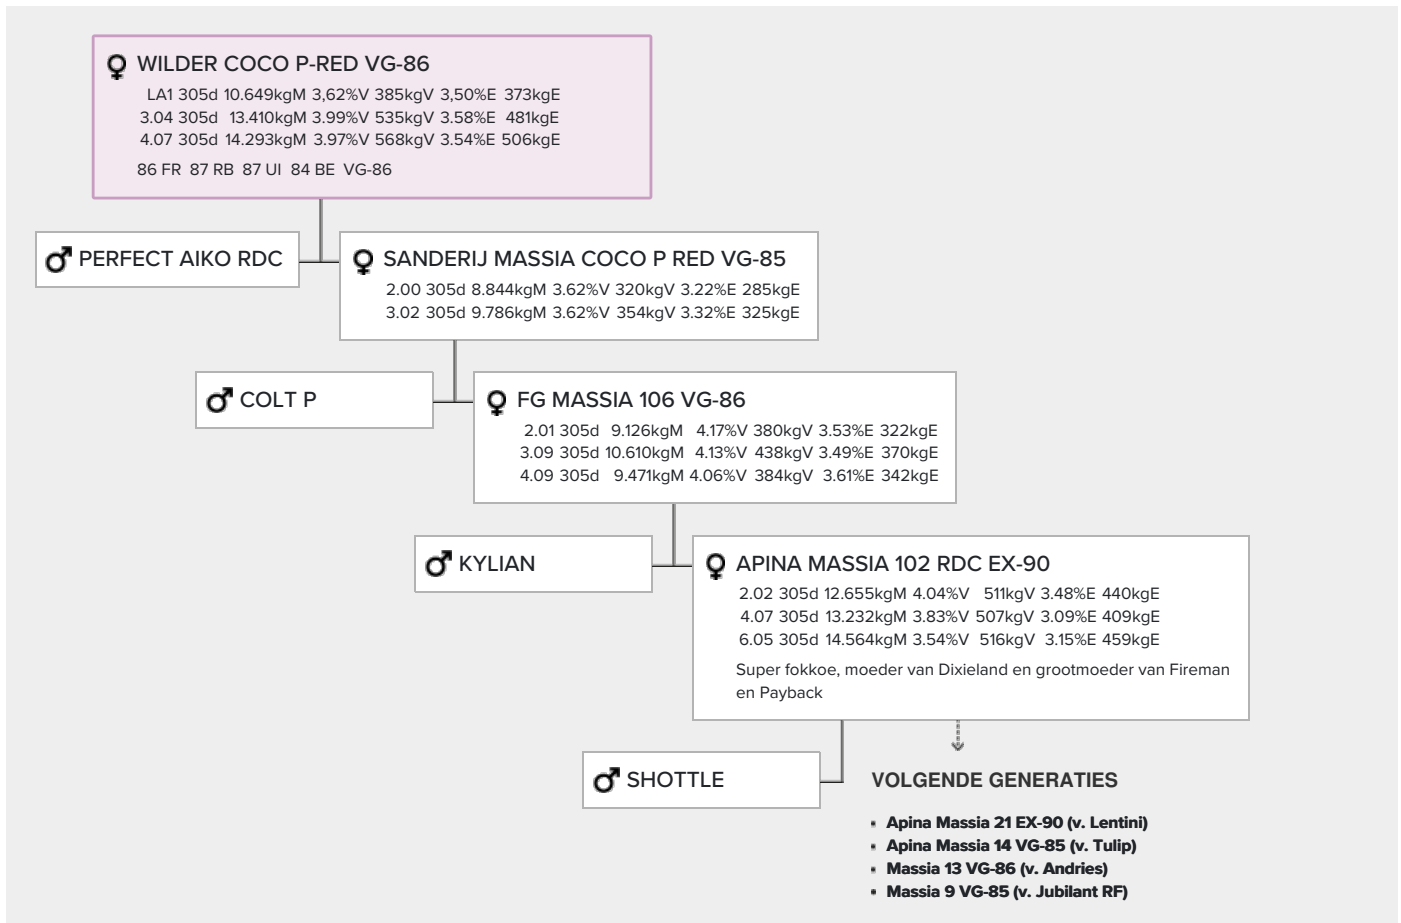 WILDER COCO P-RED VG-86
LA1 305d 10.649kgM 3,62%V 385kgV 3,50%E 373kgE
3.04 305d 13.410kgM 3.99%V 535kgV 3.58%E 481kgE
4.07 305d 14.293kgM 3.97%V 568kgV 3.54%E 506kgE
86 FR 87 RB 87 UI 84 BE VG-86
PERFECT AIKO RDC
SANDERIJ MASSIA COCO P RED VG-85
2.00 305d 8.844kgM 3.62%V 320kgV 3.22%E 285kgE
3.02 305d 9.786kgM 3.62%V 354kgV 3.32%E 325kgE
COLT P
FG MASSIA 106 VG-86
2.01 305d 9.126kgM 4.17%V 380kgV 3.53%E 322kgE
3.09 305d 10.610kgM 4.13%V 438kgV 3.49%E 370kgE
4.09 305d 9.471kgM 4.06%V 384kgV 3.61%E 342kgE
KYLIAN
APINA MASSIA 102 RDC EX-90
2.02 305d 12.655kgM 4.04%V 511kgV 3.48%E 440kgE
4.07 305d 13.232kgM 3.83%V 507kgV 3.09%E 409kgE
6.05 305d 14.564kgM 3.54%V 516kgV 3.15%E 459kgE
Super fokkoe, moeder van Dixieland en grootmoeder van Fireman
en Payback
SHOTTLE
VOLGENDE GENERATIES
Apina Massia 21 EX-90 (v. Lentini)
Apina Massia 14 VG-85 (v. Tulip)
Massia 13 VG-86 (v. Andries)
Massia 9 VG-85 (v. Jubilant RF)